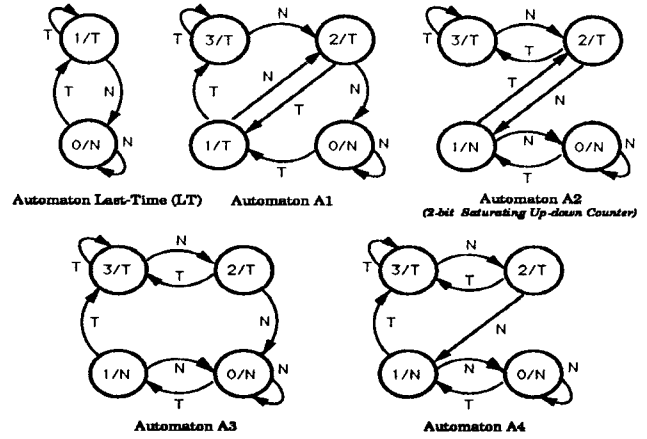 T
1/T
T
N
0/N
N
Automaton Last-Time (LT)
T
3/T
N
2/T
T
N
T
N
1/T
0/N
N
T
Automaton A1
T
3/T
N
2/T
T
T
N
1/N
N
0/N
N
T
Automaton A2
(2-bit Saturating Up-down Counter)
T
3/T
N
2/T
T
T
N
1/N
N
0/N
N
T
Automaton A3
T
3/T
N
2/T
T
T
N
1/N
N
0/N
N
T
Automaton A4